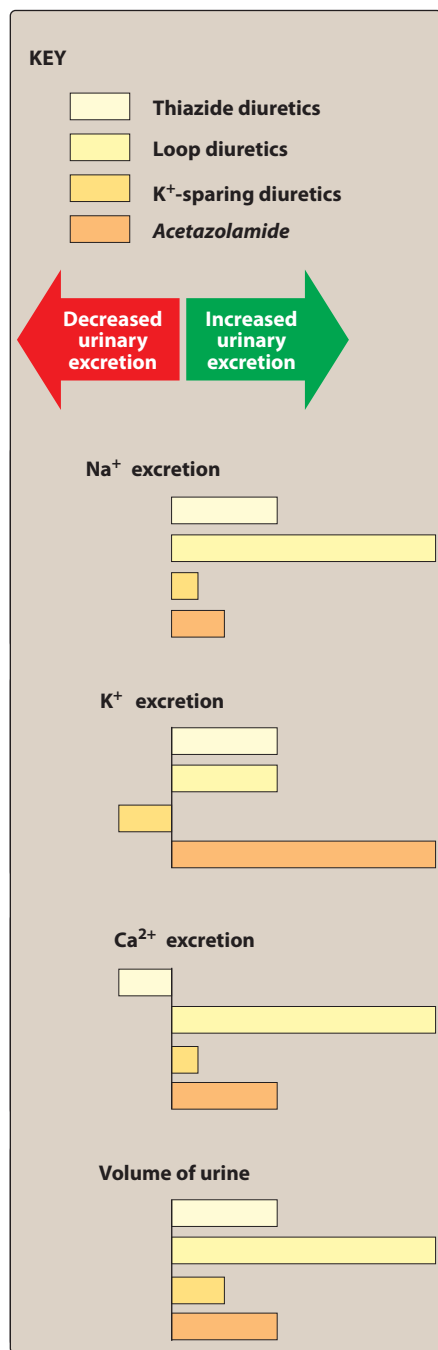 KEY
Thiazide diuretics
Loop diuretics
K⁺-sparing diuretics
Acetazolamide
Decreased
urinary
excretion
Increased
urinary
excretion
Na⁺ excretion
K⁺ excretion
Ca²⁺ excretion
Volume of urine